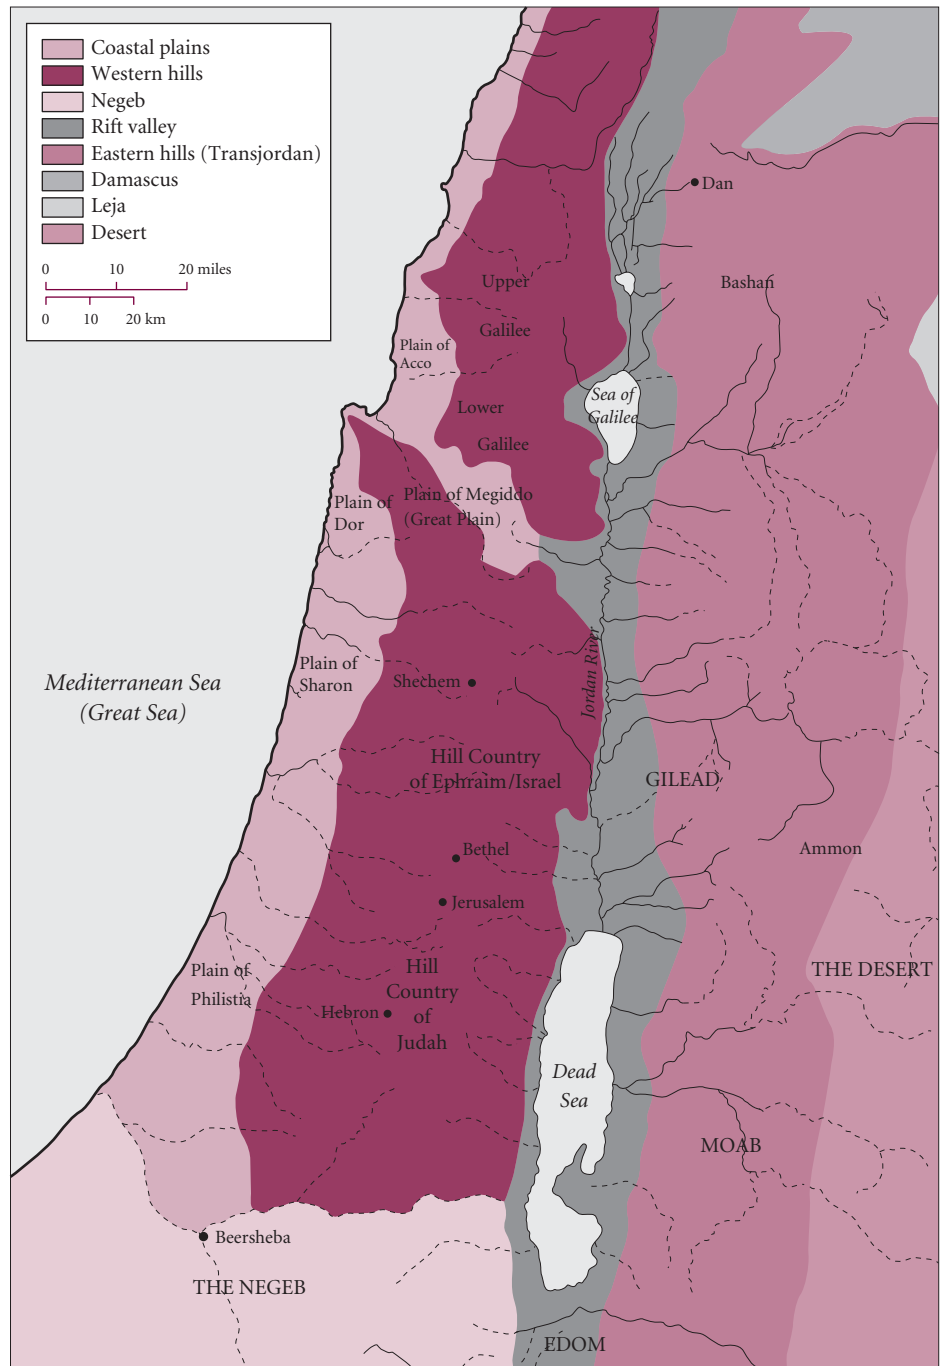 Coastal plains
Western hills
Negeb
Rift valley
Eastern hills (Transjordan)
Damascus
Leja
Desert
0 10 20 miles
0 10 20 km
Dan
Upper
Bashan
Galilee
Plain of
Acco
Sea of
Galilee
Lower
Galilee
Plain of Megiddo
(Great Plain)
Plain of
Dor
Jordan River
Plain of
Sharon
Mediterranean Sea
(Great Sea)
Shechem
Hill Country
of Ephraim/Israel
GILEAD
Bethel
Ammon
Jerusalem
Plain of
Philistia
Hill
Country
of
Judah
THE DESERT
Hebron
Dead
Sea
MOAB
Beersheba
THE NEGEB
EDOM